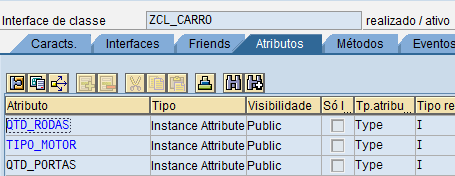 Interface de classe ZCL_CARRO realizado / ativo
Caracts. Interfaces Friends Atributos Métodos Eventos
Atributo Tipo Visibilidade Só l... Tp.atribu... Tipo re
QTD_RODAS Instance Attribute Public Type I
TIPO_MOTOR Instance Attribute Public Type I
QTD_PORTAS Instance Attribute Public Type I